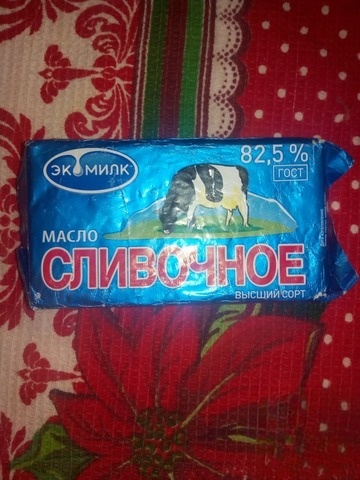 ЭКОМИЛК
82,5 %
ГОСТ
МАСЛО
СЛИВОЧНОЕ
ВЫСШИЙ СОРТ